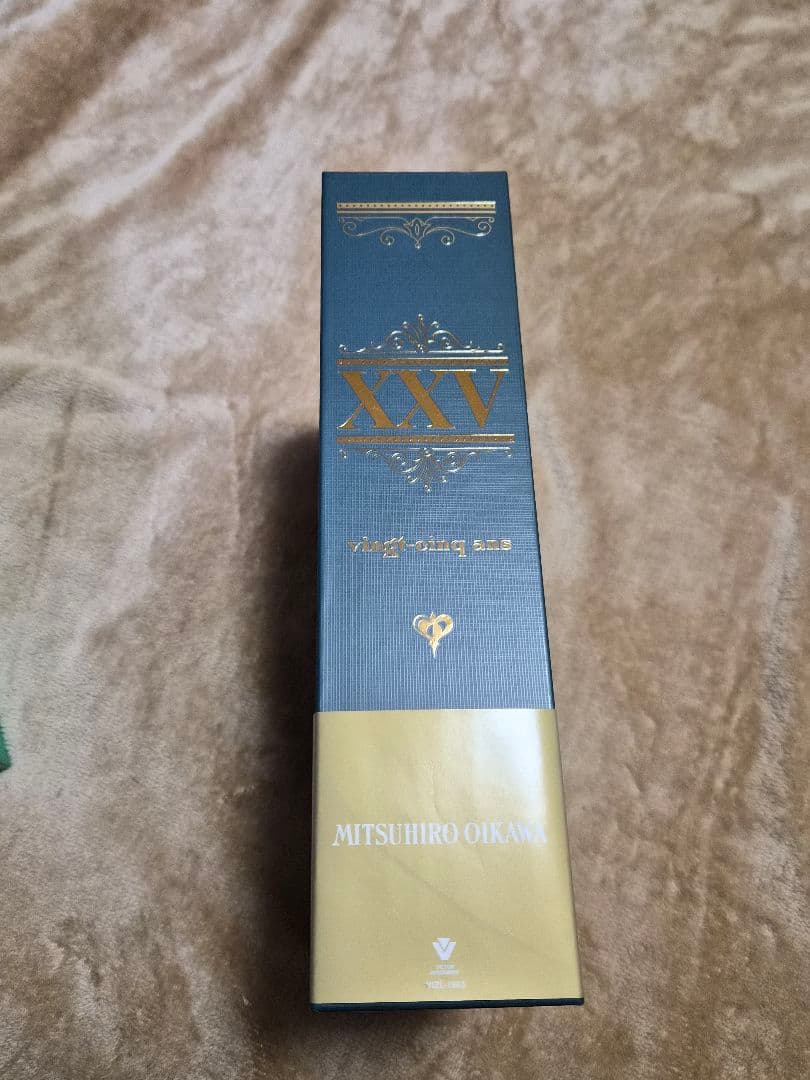 XXV
vingt-cinq ans
MITSUHIRO OIKAWA